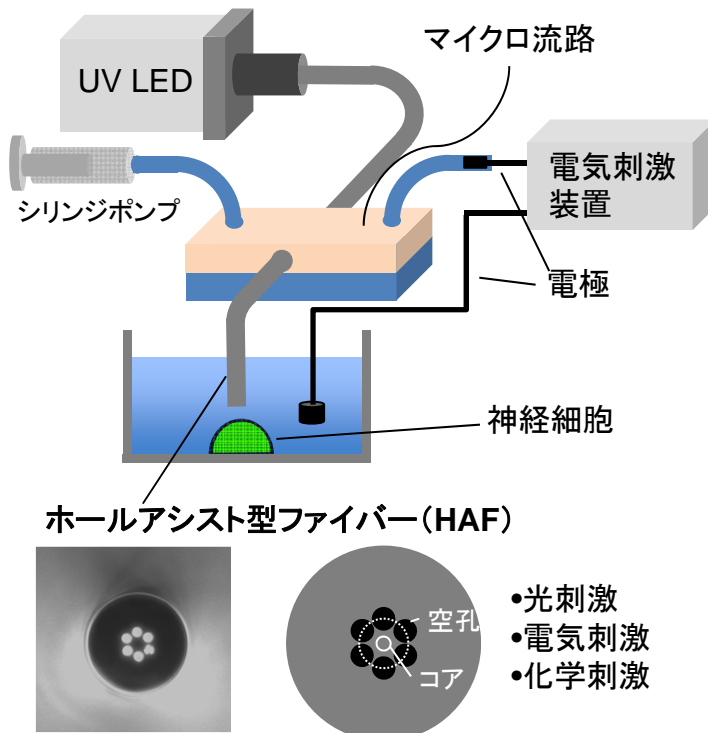 マイクロ流路
UV LED
電気刺激
装置
シリンジポンプ
電極
神経細胞
ホールアシスト型ファイバー（HAF）
空孔
コア
•光刺激
•電気刺激
•化学刺激